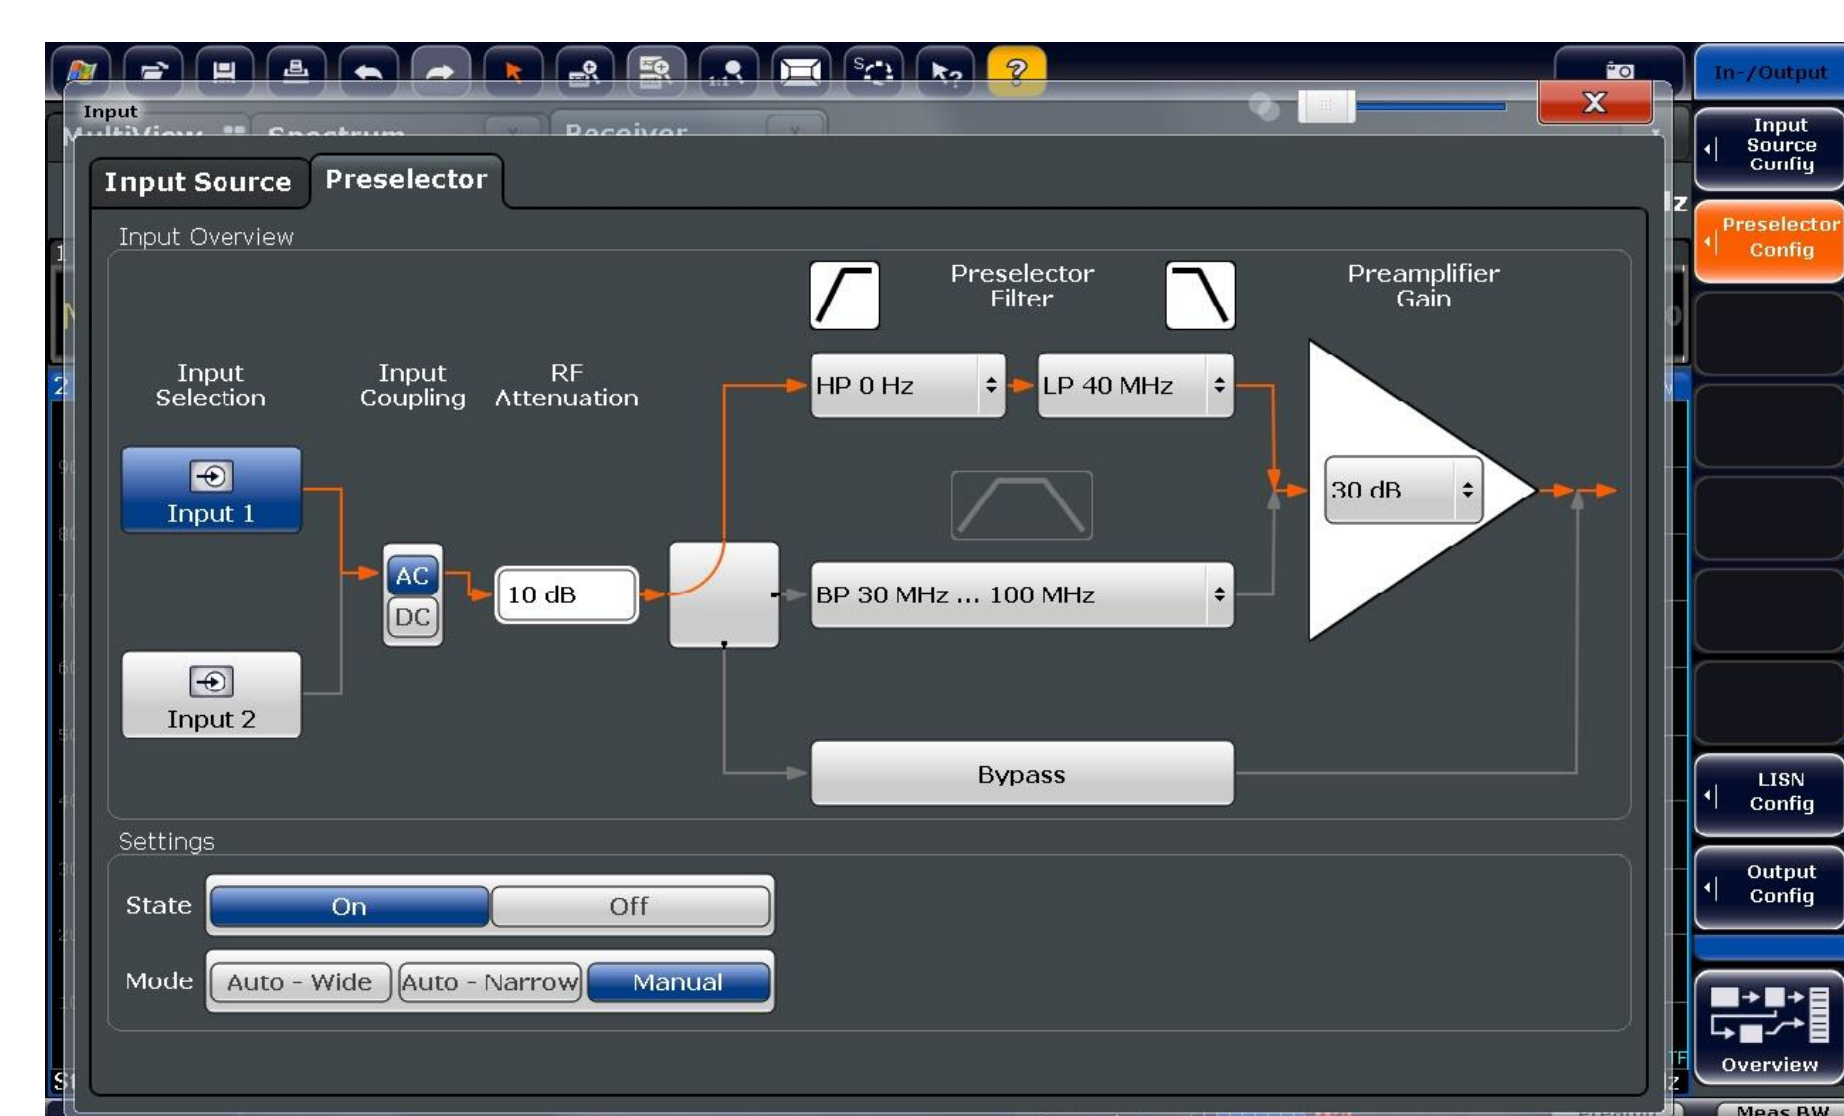 In-/Output
Input
MultiView
Spectrum
Receiver
Input Source
Preselector
Input Overview
Preselector
Filter
Preamplifier
Gain
Input
Selection
Input
Coupling
RF
Attenuation
HP 0 Hz
LP 40 MHz
Input 1
30 dB
AC
DC
10 dB
BP 30 MHz ... 100 MHz
Input 2
Bypass
Settings
State
On
Off
Mode
Auto - Wide
Auto - Narrow
Manual
Input
Source
Config
Preselector
Config
LISN
Config
Output
Config
Overview
Meas BW